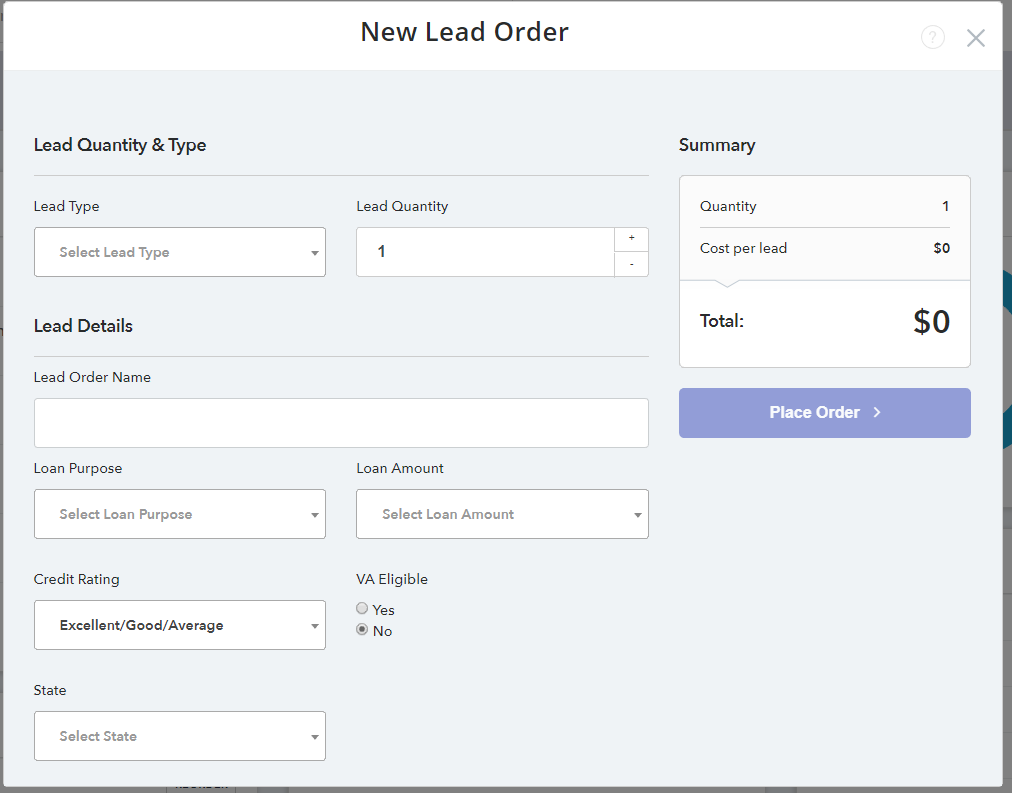 New Lead Order
?
Lead Quantity & Type
Lead Type
Select Lead Type
Lead Quantity
1
+
-
Lead Details
Lead Order Name
Loan Purpose
Select Loan Purpose
Loan Amount
Select Loan Amount
Credit Rating
Excellent/Good/Average
VA Eligible
Yes
No
State
Select State
Summary
Quantity 1
Cost per lead $0
Total: $0
Place Order